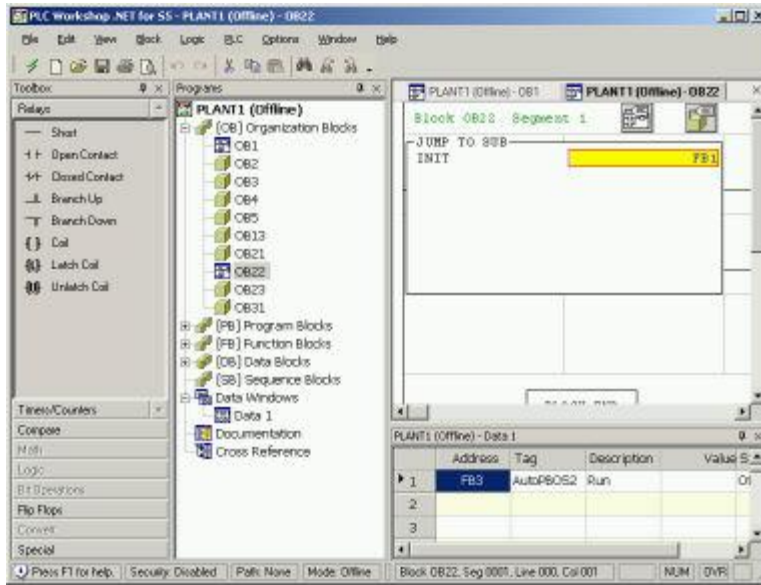 PLC Workshop .NET for S5 - PLANT1 (Offline) - OB22
File Edit View Block Logic PLC Options Window Help
Toolbox
Relays
Short
Open Contact
Closed Contact
Branch Up
Branch Down
Coil
Latch Coil
Unlatch Coil
Timers/Counters
Compare
Math
Logic
Bit Operations
Flip Flops
Convert
Special
Programs
PLANT1 (Offline)
[OB] Organization Blocks
OB1
OB2
OB3
OB4
OB5
OB13
OB21
OB22
OB23
OB31
[PB] Program Blocks
[FB] Function Blocks
[DB] Data Blocks
[SB] Sequence Blocks
Data Windows
Data 1
Documentation
Cross Reference
PLANT1 (Offline) - OB1
PLANT1 (Offline) - OB22
Block OB22 Segment 1
JUMP TO SUB
INIT FB1
PLANT1 (Offline) - Data 1
Address Tag Description Value S
1 FB3 AutoPBOS2 Run
2
3
Press F1 for help. Security: Disabled Path: None Mode: Offline Block OB22, Seg 0001, Line 000, Col 001 NUM OVR